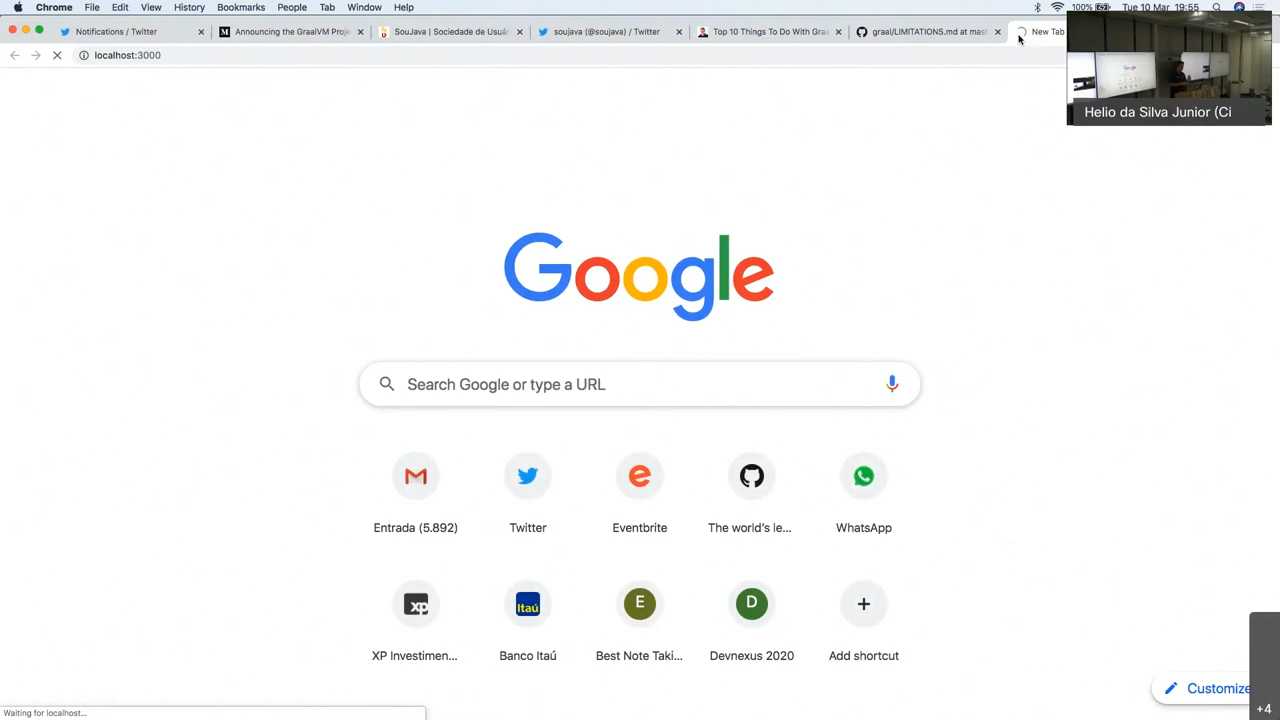 Chrome File Edit View History Bookmarks People Tab Window Help 100% Tue 10 Mar 19:55
Notifications / Twitter Announcing the GraalVM Proje SouJava | Sociedade de Usuá soujava (@soujava) / Twitter Top 10 Things To Do With Graa graal/LIMITATIONS.md at mast New Tab
localhost:3000
Helio da Silva Junior (Ci
Google
Search Google or type a URL
Entrada (5.892) Twitter Eventbrite The world's le... WhatsApp
xp Itaú E D
XP Investimen... Banco Itaú Best Note Taki... Devnexus 2020 Add shortcut
Customize
Waiting for localhost...
+4